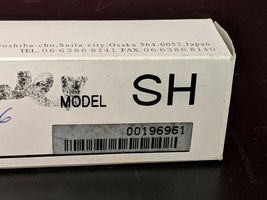 oshiba-cho, Suita-city, Osaka 564-0052, Japan,
TEL. 06-6386-8141 FAX. 06-6386-8140
MODEL SH
6
00196961